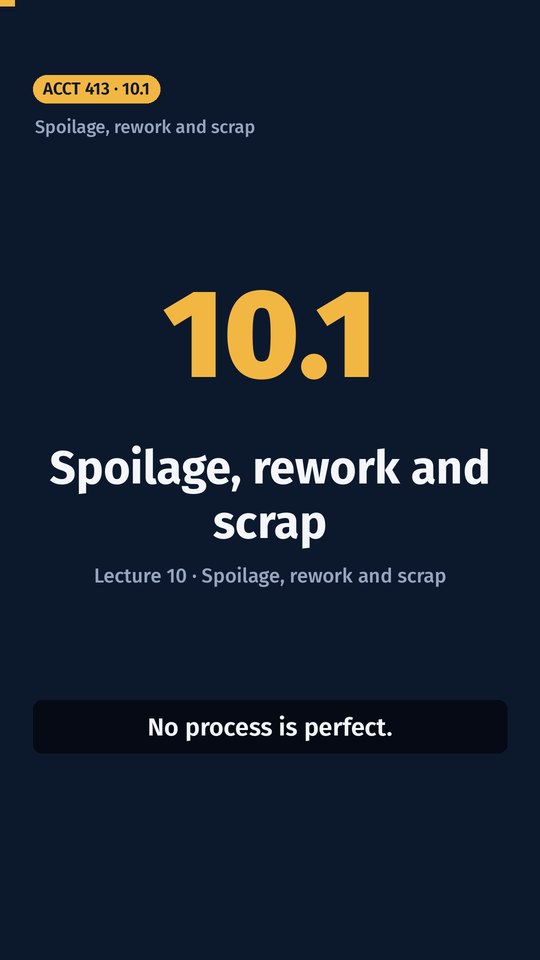 ACCT 413 · 10.1
Spoilage, rework and scrap
10.1
Spoilage, rework and
scrap
Lecture 10 · Spoilage, rework and scrap
No process is perfect.